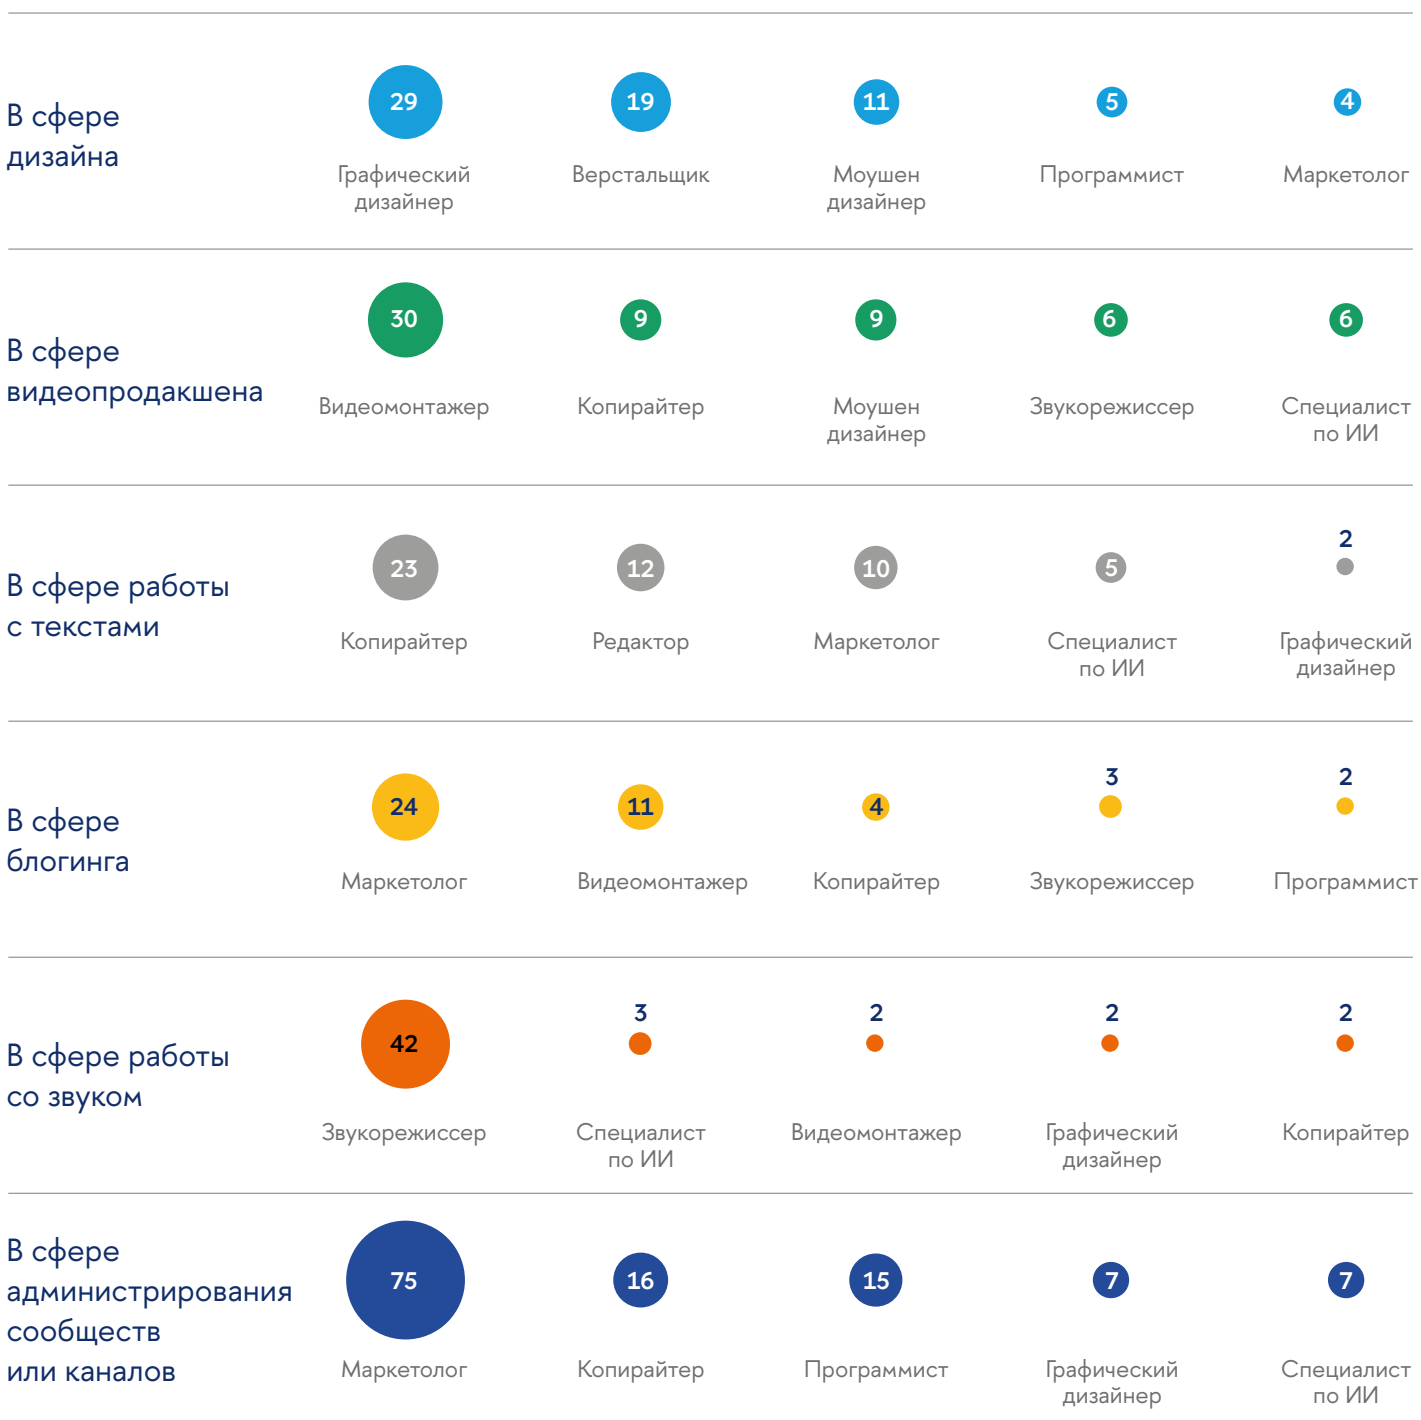 В сфере
дизайна
29
19
11
5
4
Графический
дизайнер
Верстальщик
Моушен
дизайнер
Программист
Маркетолог
В сфере
видеопродакшена
30
9
9
6
6
Видеомонтажер
Копирайтер
Моушен
дизайнер
Звукорежиссер
Специалист
по ИИ
В сфере работы
с текстами
23
12
10
5
2
Копирайтер
Редактор
Маркетолог
Специалист
по ИИ
Графический
дизайнер
В сфере
блогинга
24
11
4
3
2
Маркетолог
Видеомонтажер
Копирайтер
Звукорежиссер
Программист
В сфере работы
со звуком
42
3
2
2
2
Звукорежиссер
Специалист
по ИИ
Видеомонтажер
Графический
дизайнер
Копирайтер
В сфере
администрирования
сообществ
или каналов
75
16
15
7
7
Маркетолог
Копирайтер
Программист
Графический
дизайнер
Специалист
по ИИ